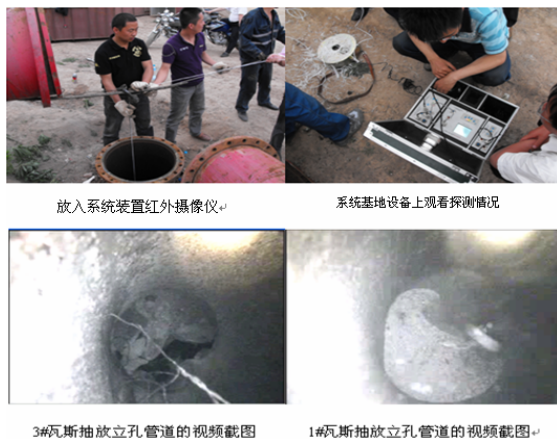 放入系统装置红外摄像仪
系统基地设备上观看探测情况
3#瓦斯抽放立孔管道的视频截图
1#瓦斯抽放立孔管道的视频截图